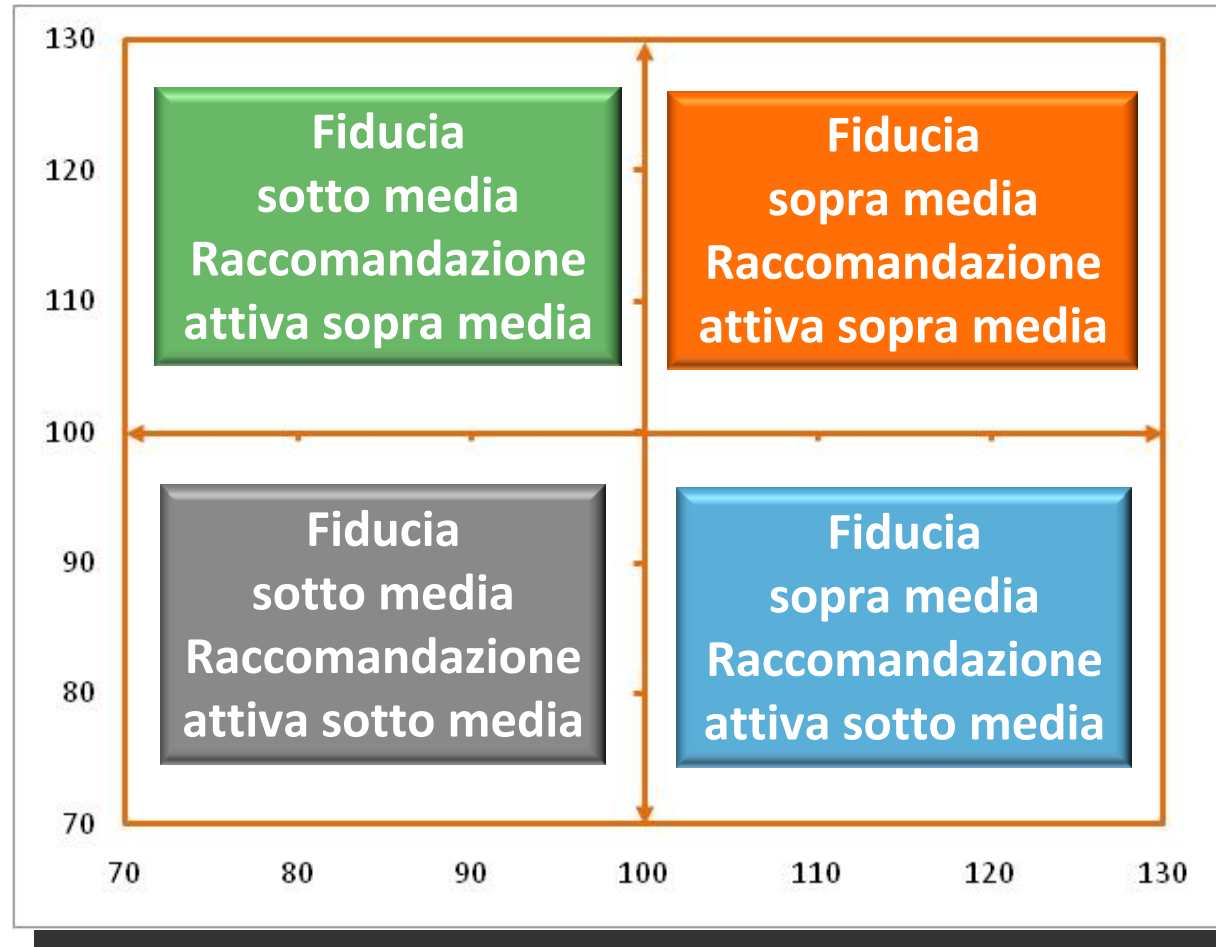 130
120
110
100
90
80
70
Fiducia
sotto media
Raccomandazione
attiva sopra media
Fiducia
sopra media
Raccomandazione
attiva sopra media
Fiducia
sotto media
Raccomandazione
attiva sotto media
Fiducia
sopra media
Raccomandazione
attiva sotto media
70 80 90 100 110 120 130